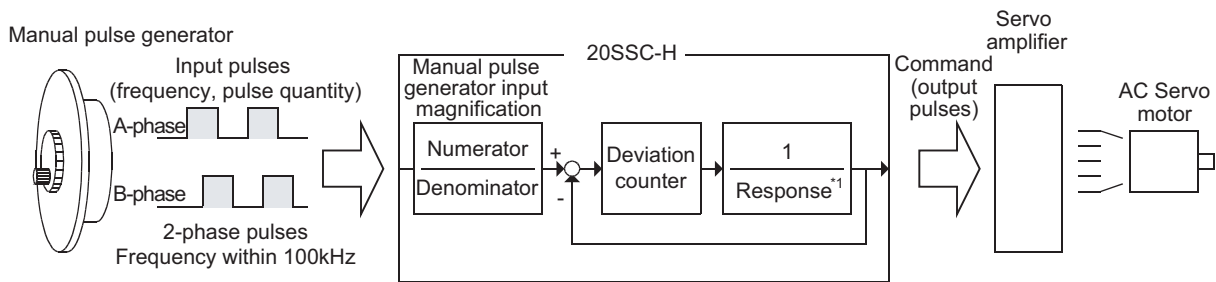 Manual pulse generator
Input pulses
(frequency, pulse quantity)
A-phase
B-phase
2-phase pulses
Frequency within 100kHz
20SSC-H
Manual pulse
generator input
magnification
Numerator
Denominator
+
-
Deviation
counter
1
Response*1
Command
(output
pulses)
Servo
amplifier
AC Servo
motor